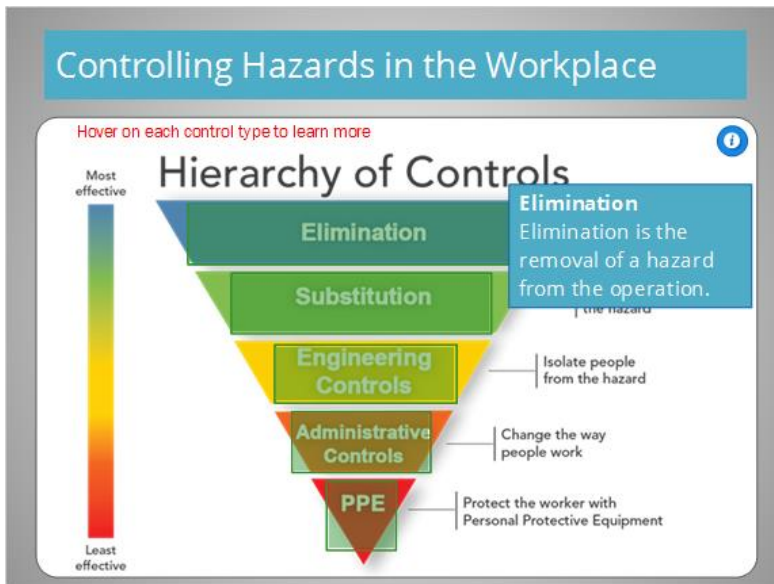 Controlling Hazards in the Workplace
Hover on each control type to learn more
i
Hierarchy of Controls
Most
effective
Elimination
Elimination
Elimination is the
removal of a hazard
from the operation.
Substitution
the hazard
Engineering
Controls
Isolate people
from the hazard
Administrative
Controls
Change the way
people work
PPE
Protect the worker with
Personal Protective Equipment
Least
effective